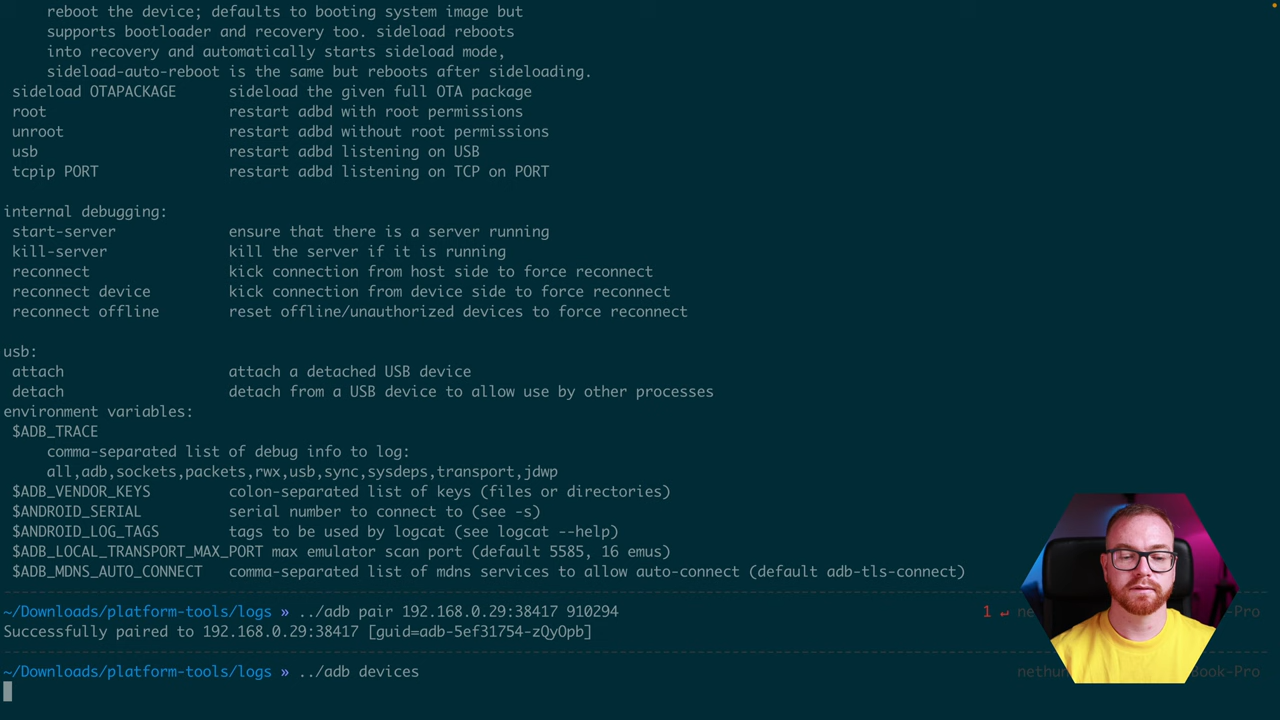 reboot the device; defaults to booting system image but
supports bootloader and recovery too. sideload reboots
into recovery and automatically starts sideload mode,
sideload-auto-reboot is the same but reboots after sideloading.
sideload OTAPACKAGE sideload the given full OTA package
root restart adbd with root permissions
unroot restart adbd without root permissions
usb restart adbd listening on USB
tcpip PORT restart adbd listening on TCP on PORT
internal debugging:
start-server ensure that there is a server running
kill-server kill the server if it is running
reconnect kick connection from host side to force reconnect
reconnect device kick connection from device side to force reconnect
reconnect offline reset offline/unauthorized devices to force reconnect
usb:
attach attach a detached USB device
detach detach from a USB device to allow use by other processes
environment variables:
$ADB_TRACE
comma-separated list of debug info to log:
all,adb,sockets,packets,rwx,usb,sync,sysdeps,transport,jdwp
$ADB_VENDOR_KEYS colon-separated list of keys (files or directories)
$ANDROID_SERIAL serial number to connect to (see -s)
$ANDROID_LOG_TAGS tags to be used by logcat (see logcat --help)
$ADB_LOCAL_TRANSPORT_MAX_PORT max emulator scan port (default 5585, 16 emus)
$ADB_MDNS_AUTO_CONNECT comma-separated list of mdns services to allow auto-connect (default adb-tls-connect)
~/Downloads/platform-tools/logs » ../adb pair 192.168.0.29:38417 910294 1 ↵
Successfully paired to 192.168.0.29:38417 [guid=adb-5ef31754-zQyOpb]
~/Downloads/platform-tools/logs » ../adb devices